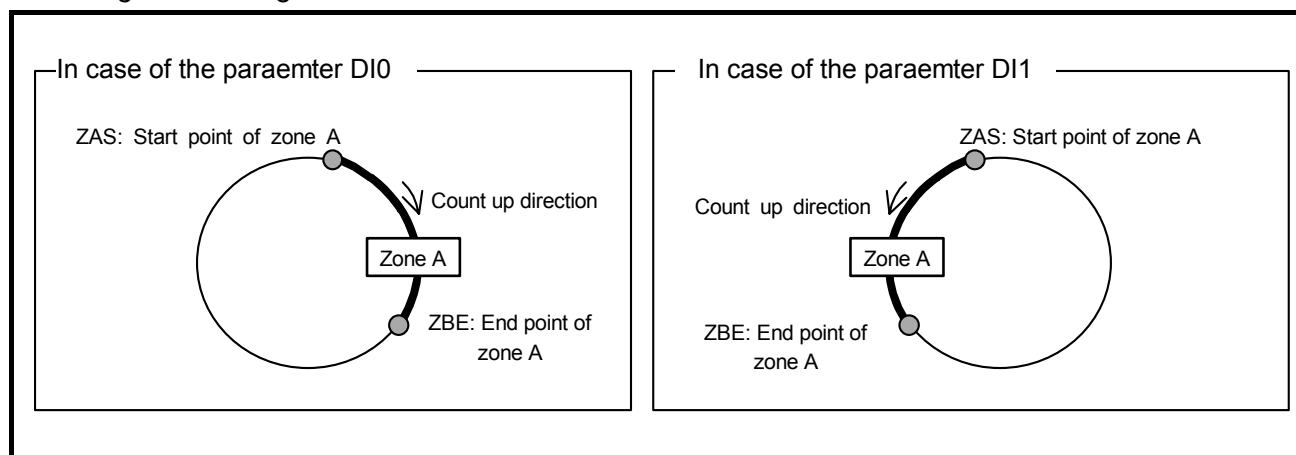 In case of the paraemter DI0
ZAS: Start point of zone A
Count up direction
Zone A
ZBE: End point of
zone A
In case of the paraemter DI1
ZAS: Start point of zone A
Count up direction
Zone A
ZBE: End point of
zone A